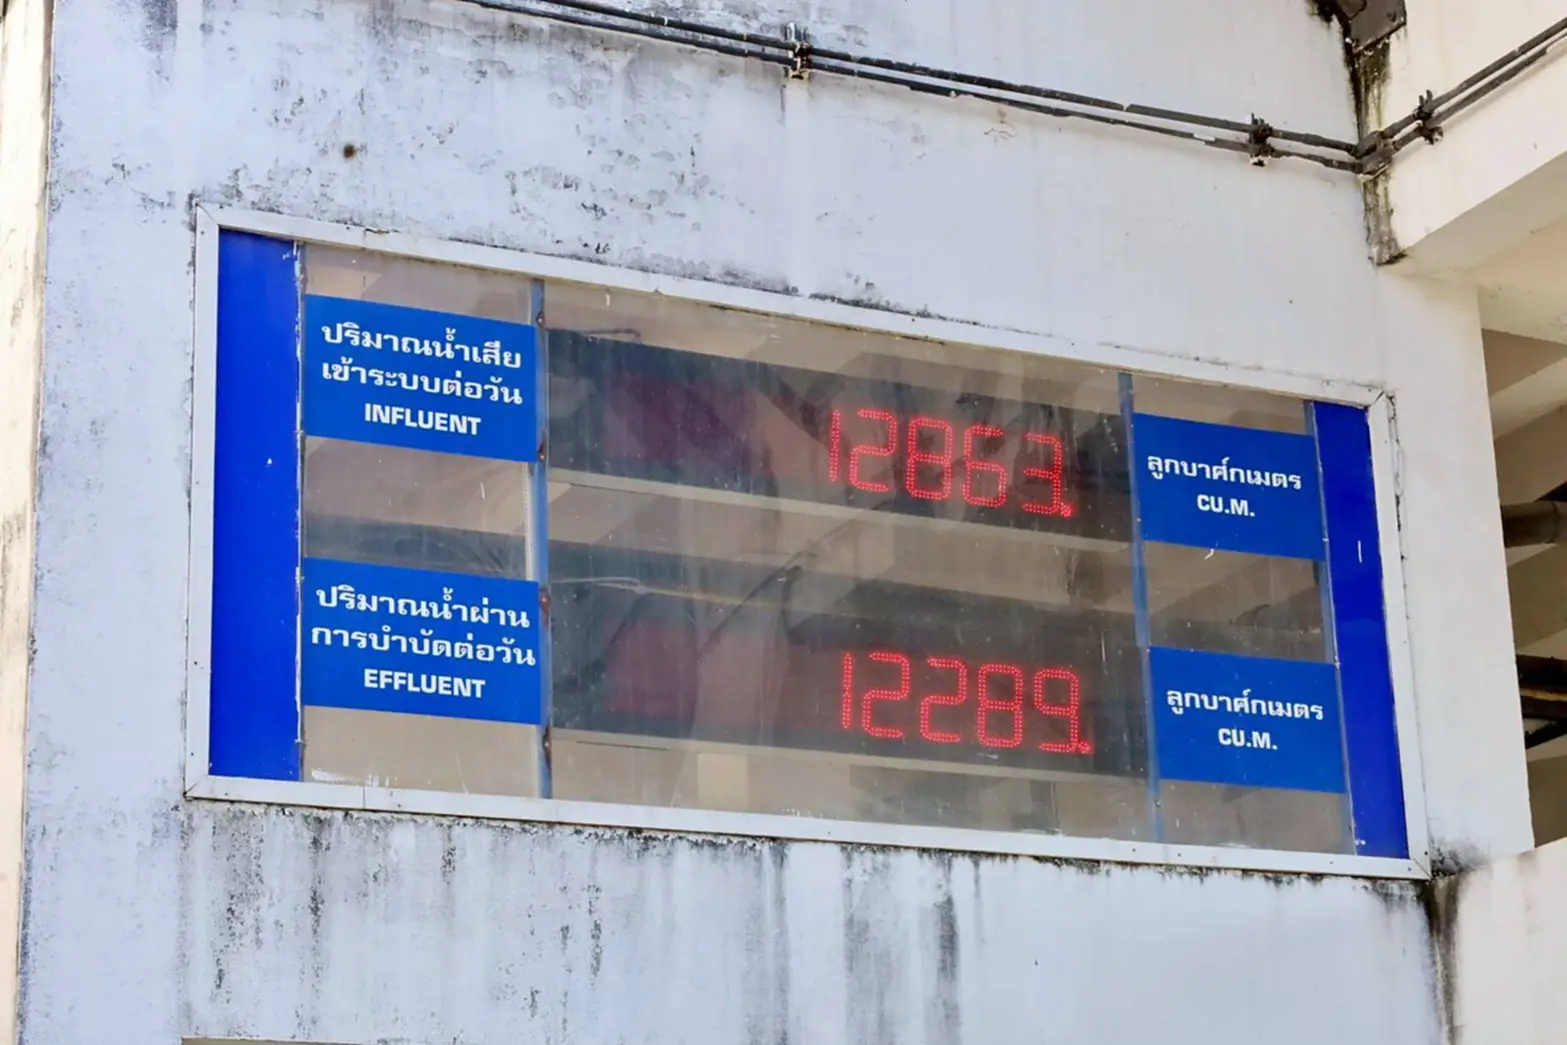 ปริมาณน้ำเสีย
เข้าระบบต่อวัน
INFLUENT
12863.
ลูกบาศ์กเมตร
CU.M.
ปริมาณน้ำผ่าน
การบำบัดต่อวัน
EFFLUENT
12289.
ลูกบาศ์กเมตร
CU.M.